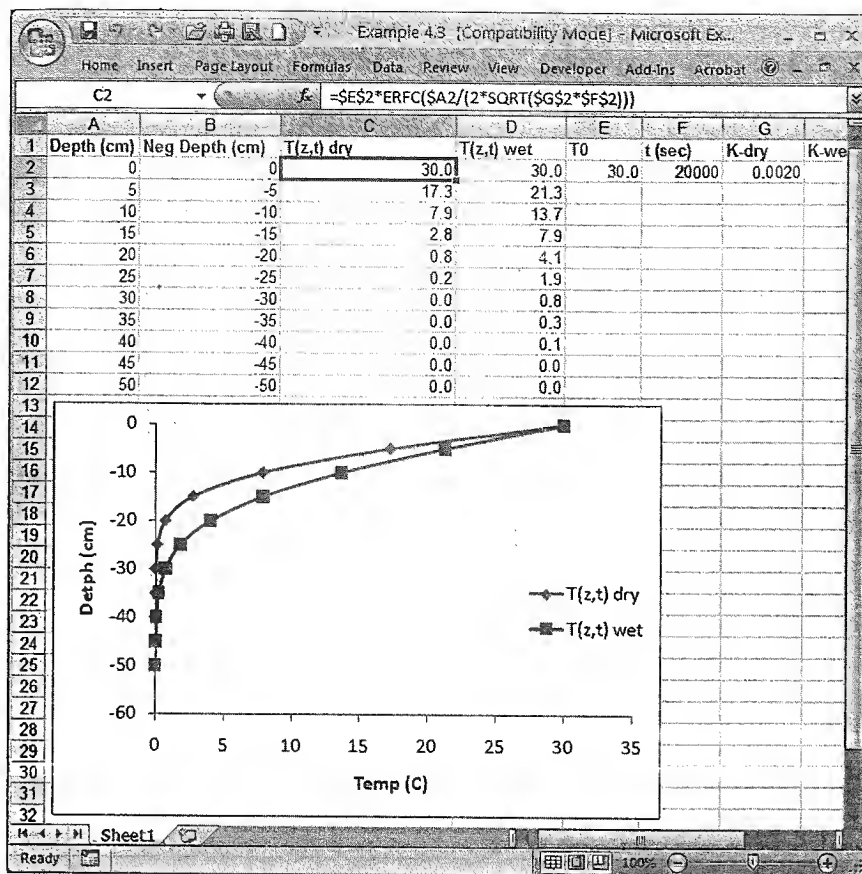 Example 4.3 [Compatibility Mode] - Microsoft Ex...
Home Insert Page Layout Formulas Data Review View Developer Add-Ins Acrobat
C2 fx =$E$2*ERFC($A2/(2*SQRT($G$2*$F$2)))
A B C D E F G
1 Depth (cm) Neg Depth (cm) T(z,t) dry T(z,t) wet T0 t (sec) K-dry K-we
2 0 0 30.0 30.0 30.0 20000 0.0020
3 5 -5 17.3 21.3
4 10 -10 7.9 13.7
5 15 -15 2.8 7.9
6 20 -20 0.8 4.1
7 25 -25 0.2 1.9
8 30 -30 0.0 0.8
9 35 -35 0.0 0.3
10 40 -40 0.0 0.1
11 45 -45 0.0 0.0
12 50 -50 0.0 0.0
13
14
15
16
17
18
19
20
21
22
23
24
25
26
27
28
29
30
31
32
0
-10
-20
-30
-40
-50
-60
Detph (cm)
T(z,t) dry
T(z,t) wet
0 5 10 15 20 25 30 35
Temp (C)
Sheet1
Ready 100%